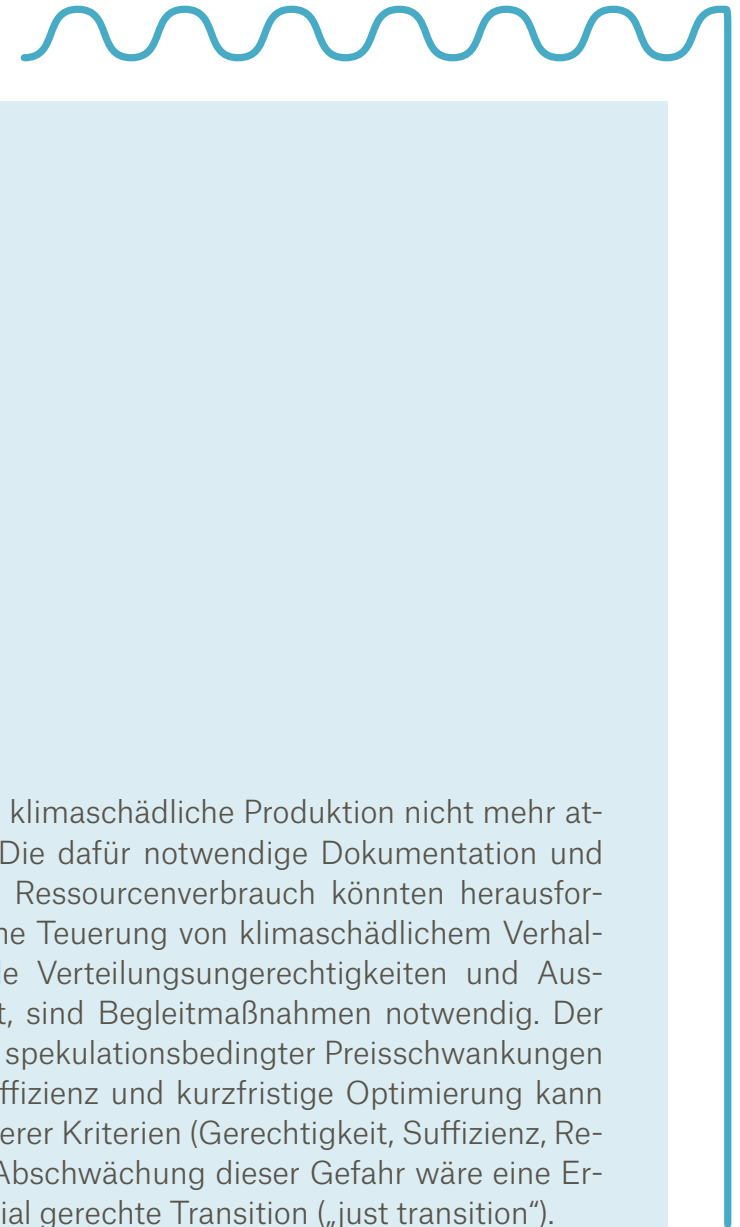 klimaschädliche Produktion nicht mehr at-
Die dafür notwendige Dokumentation und
Ressourcenverbrauch könnten herausfor-
ne Teuerung von klimaschädlichem Verhal-
le Verteilungsungerechtigkeiten und Aus-
t, sind Begleitmaßnahmen notwendig. Der
spekulationsbedingter Preisschwankungen
ffizienz und kurzfristige Optimierung kann
erer Kriterien (Gerechtigkeit, Suffizienz, Re-
Abschwächung dieser Gefahr wäre eine Er-
ial gerechte Transition („just transition“).